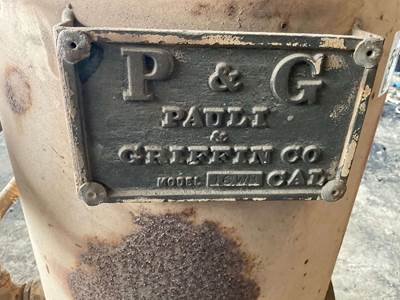 P & G
PAULI
&
GRIFFIN CO
MODEL CAL